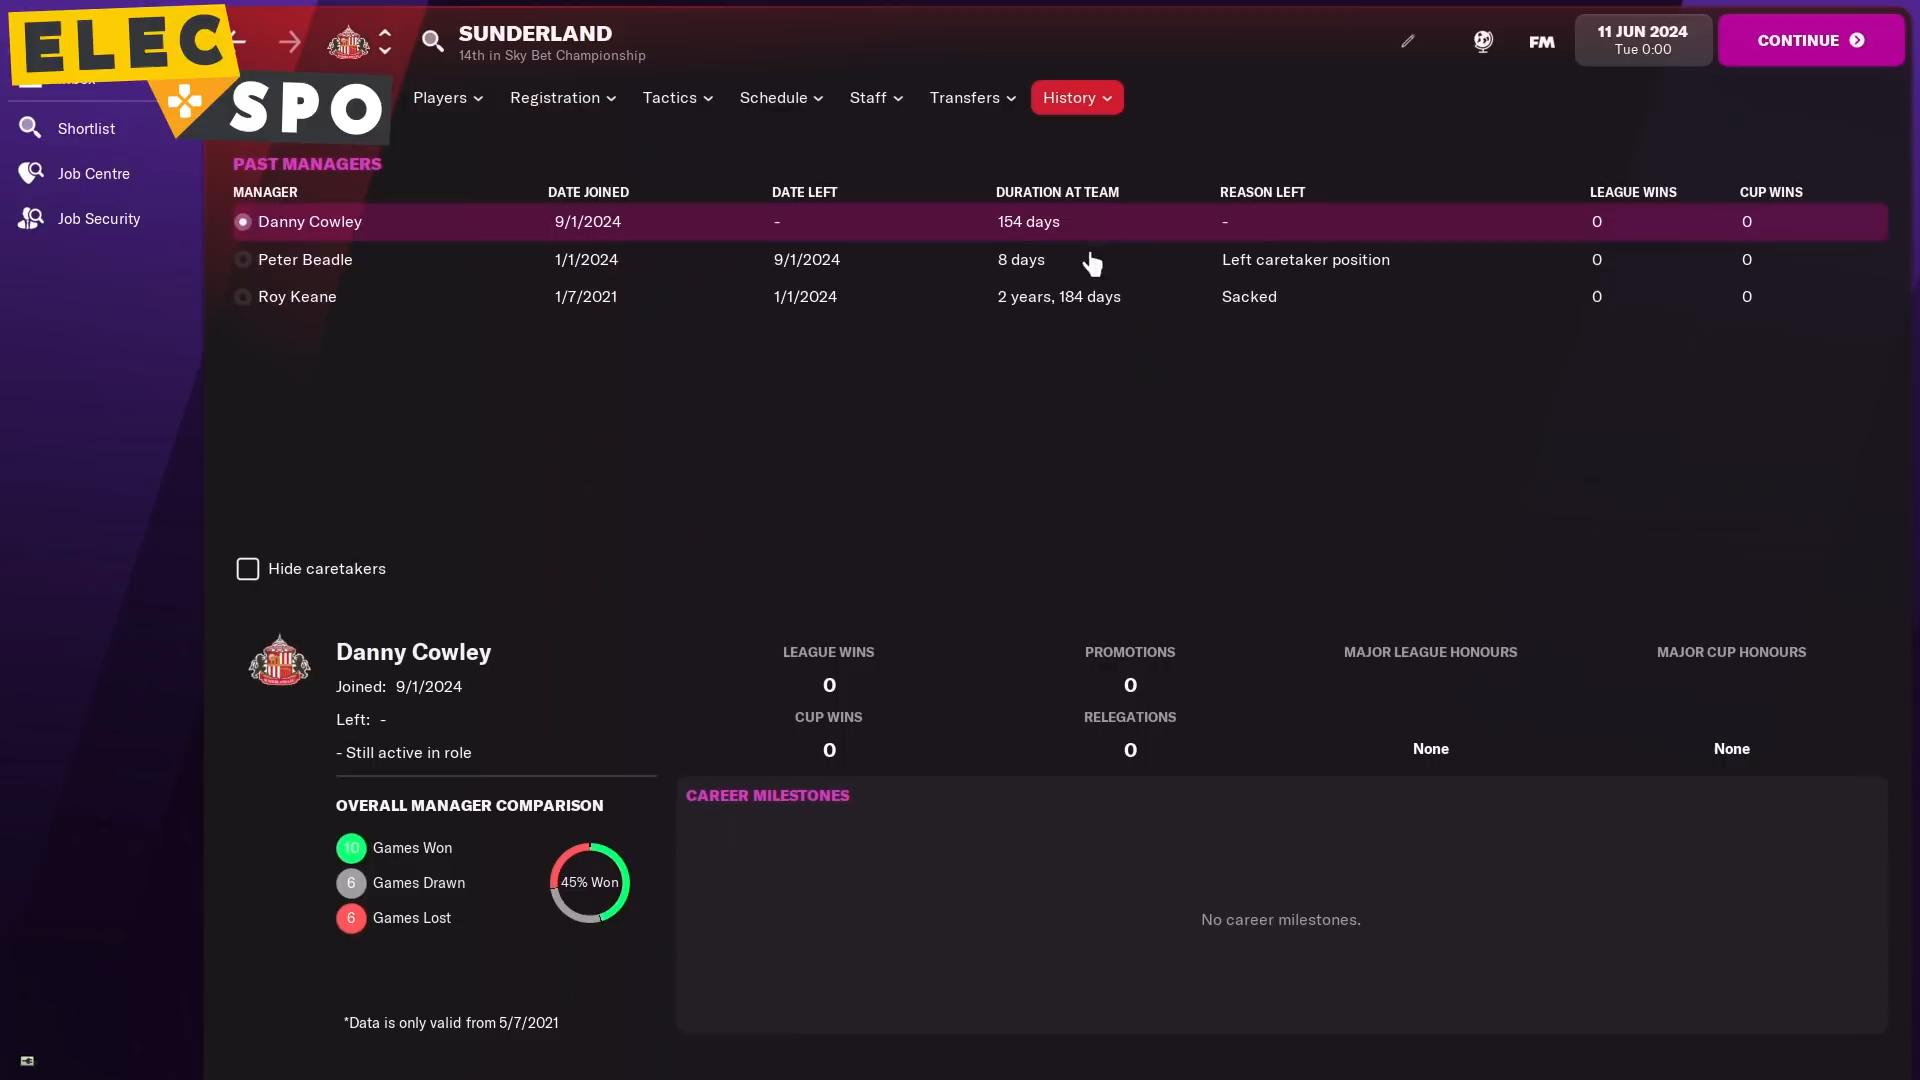 ELEC
SPO
SUNDERLAND
14th in Sky Bet Championship
FM
11 JUN 2024
Tue 0:00
CONTINUE
Players
Registration
Tactics
Schedule
Staff
Transfers
History
Shortlist
Job Centre
Job Security
PAST MANAGERS
MANAGER DATE JOINED DATE LEFT DURATION AT TEAM REASON LEFT LEAGUE WINS CUP WINS
Danny Cowley 9/1/2024 - 154 days - 0 0
Peter Beadle 1/1/2024 9/1/2024 8 days Left caretaker position 0 0
Roy Keane 1/7/2021 1/1/2024 2 years, 184 days Sacked 0 0
Hide caretakers
Danny Cowley
Joined: 9/1/2024
Left: -
- Still active in role
LEAGUE WINS
0
CUP WINS
0
PROMOTIONS
0
RELEGATIONS
0
MAJOR LEAGUE HONOURS
None
MAJOR CUP HONOURS
None
OVERALL MANAGER COMPARISON
10 Games Won
6 Games Drawn
6 Games Lost
45% Won
*Data is only valid from 5/7/2021
CAREER MILESTONES
No career milestones.